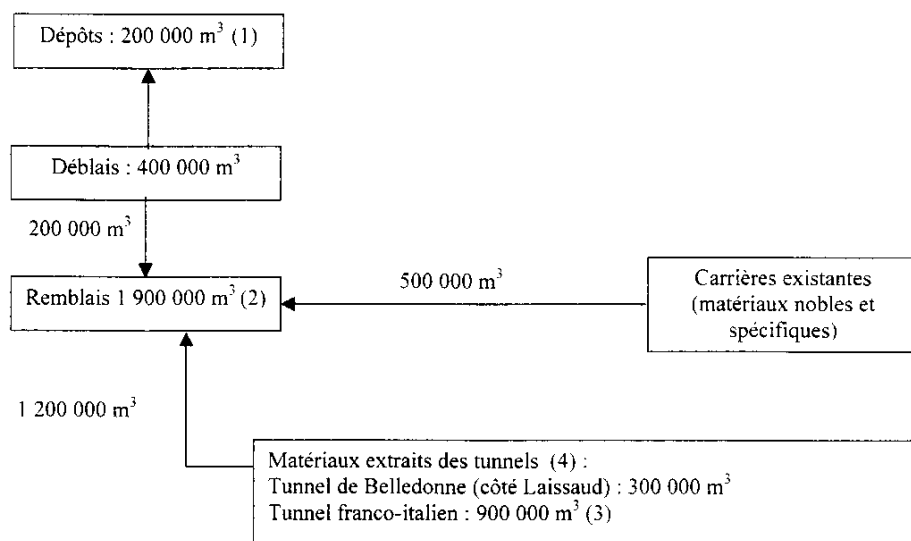 Dépôts : 200 000 m³ (1)
Déblais : 400 000 m³
200 000 m³
Remblais 1 900 000 m³ (2)
500 000 m³
Carrières existantes
(matériaux nobles et
spécifiques)
1 200 000 m³
Matériaux extraits des tunnels (4) :
Tunnel de Belledonne (côté Laissaud) : 300 000 m³
Tunnel franco-italien : 900 000 m³ (3)